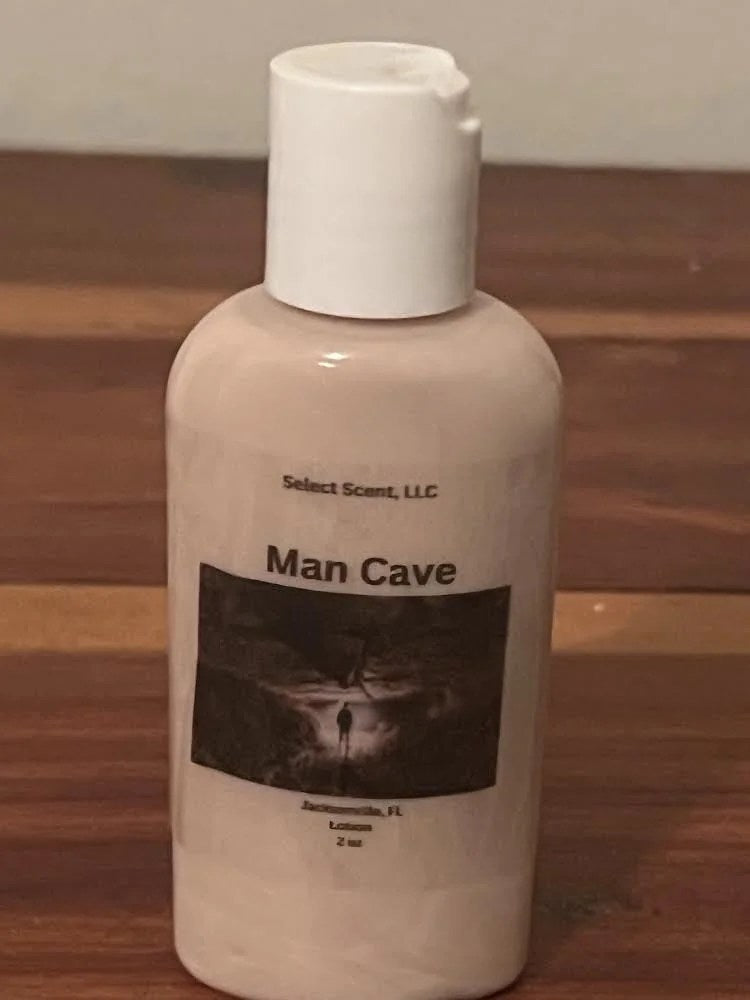 Select Scent, LLC
Man Cave
Jacksonville, FL
Lotion
2 oz